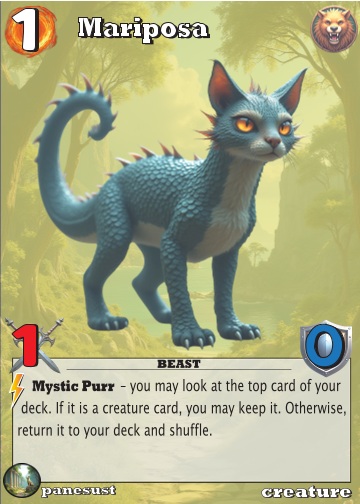 1 Mariposa
1 0
BEAST
Mystic Purr - you may look at the top card of your
deck. If it is a creature card, you may keep it. Otherwise,
return it to your deck and shuffle.
panesust creature